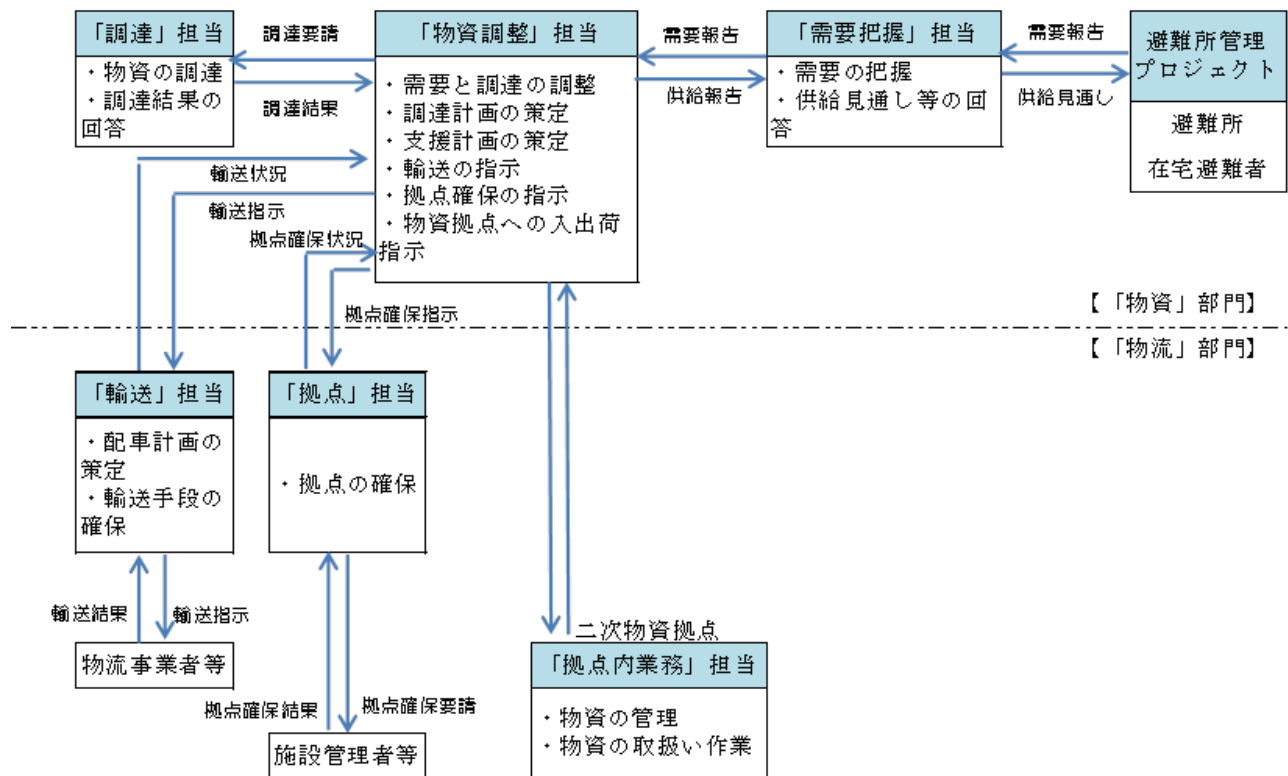 「調達」担当
・物資の調達
・調達結果の
回答
調達要請
調達結果
「物資調整」担当
・需要と調達の調整
・調達計画の策定
・支援計画の策定
・輸送の指示
・拠点確保の指示
・物資拠点への入出荷
指示
需要報告
供給報告
「需要把握」担当
・需要の把握
・供給見通し等の回
答
需要報告
供給見通し
避難所管理
プロジェクト
避難所
在宅避難者
輸送状況
輸送指示
拠点確保状況
拠点確保指示
【「物資」部門】
【「物流」部門】
「輸送」担当
・配車計画の
策定
・輸送手段の
確保
「拠点」担当
・拠点の確保
輸送結果
輸送指示
物流事業者等
拠点確保結果
拠点確保要請
施設管理者等
二次物資拠点
「拠点内業務」担当
・物資の管理
・物資の取扱い作業